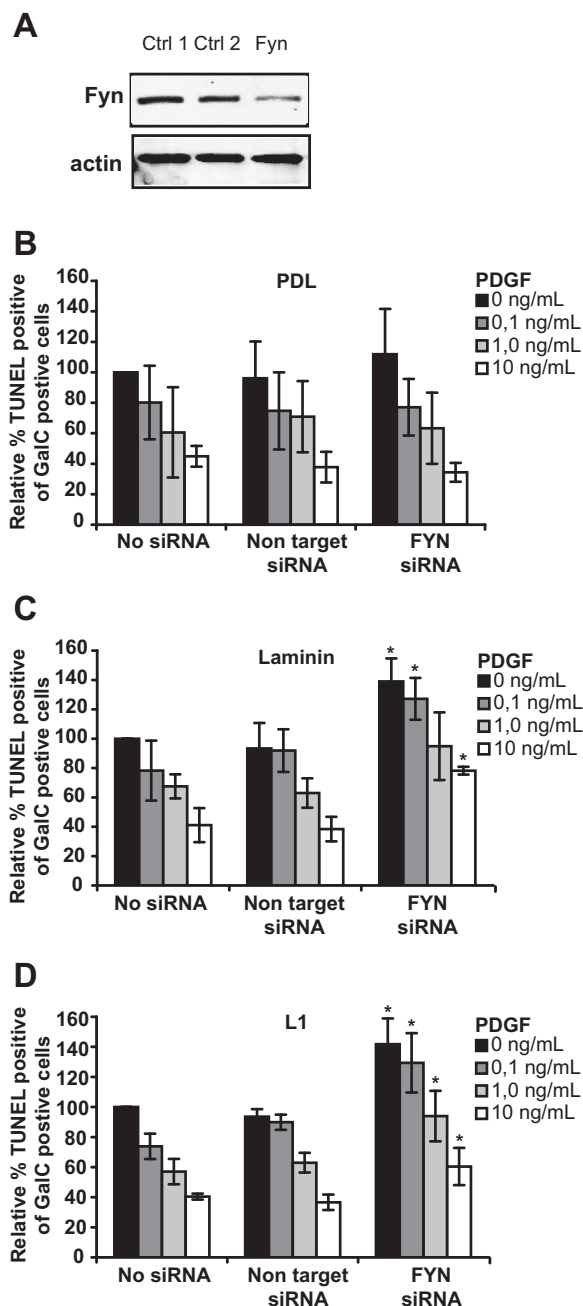 A
Ctrl 1 Ctrl 2 Fyn
Fyn
actin
B
PDL
Relative % TUNEL positive
of GalC postive cells
160
140
120
100
80
60
40
20
0
No siRNA
Non target
siRNA
FYN
siRNA
PDGF
0 ng/mL
0,1 ng/mL
1,0 ng/mL
10 ng/mL
C
Laminin
Relative % TUNEL positive
of GalC postive cells
160
140
120
100
80
60
40
20
0
* * *
No siRNA
Non target
siRNA
FYN
siRNA
PDGF
0 ng/mL
0,1 ng/mL
1,0 ng/mL
10 ng/mL
D
L1
Relative % TUNEL positive
of GalC postive cells
160
140
120
100
80
60
40
20
0
* * * *
No siRNA
Non target
siRNA
FYN
siRNA
PDGF
0 ng/mL
0,1 ng/mL
1,0 ng/mL
10 ng/mL